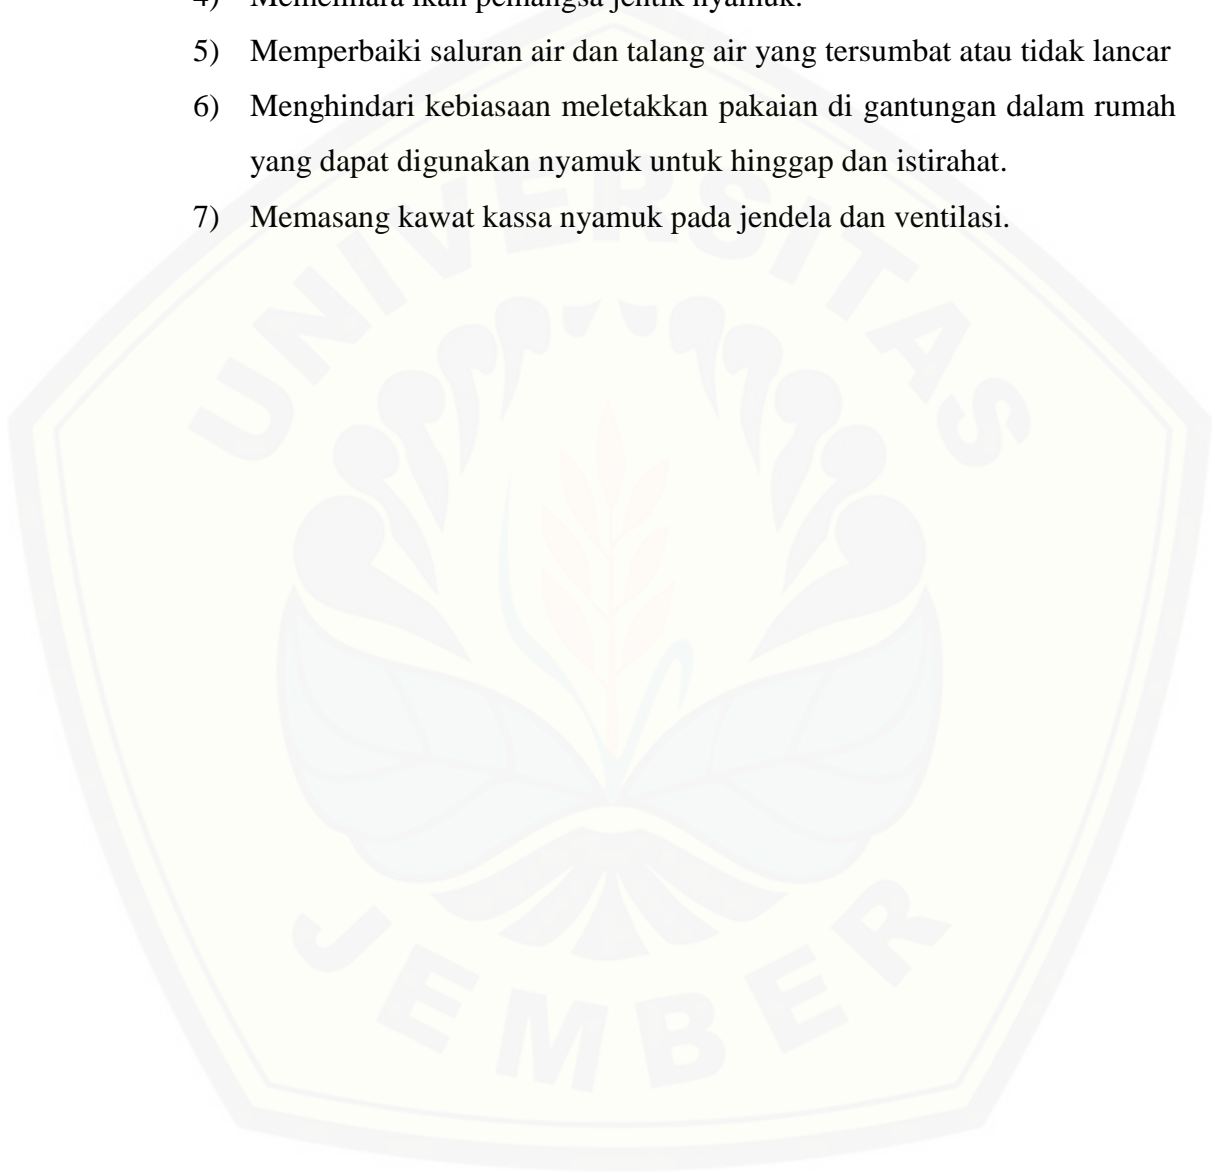 4) Memelihara ikan pemangsa jentik nyamuk.
5) Memperbaiki saluran air dan talang air yang tersumbat atau tidak lancar
6) Menghindari kebiasaan meletakkan pakaian di gantungan dalam rumah
yang dapat digunakan nyamuk untuk hinggap dan istirahat.
7) Memasang kawat kassa nyamuk pada jendela dan ventilasi.
UNIVERSITAS
JEMBER